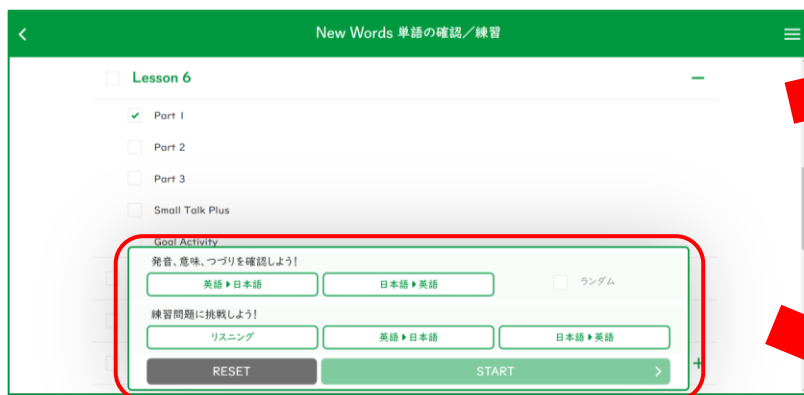 New Words 単語の確認／練習
Lesson 6
Part 1
Part 2
Part 3
Small Talk Plus
Goal Activity
発音、意味、つづりを確認しよう!
英語▶日本語 日本語▶英語 ランダム
練習問題に挑戦しよう!
リスニング 英語▶日本語 日本語▶英語
RESET START